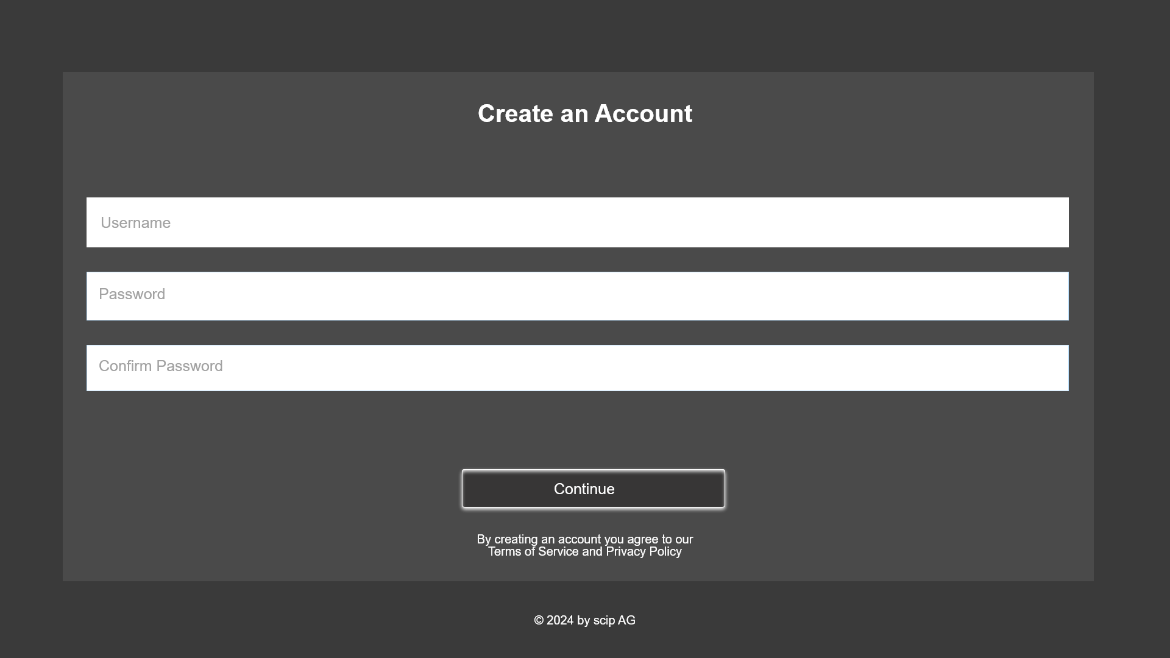 Create an Account
Username
Password
Confirm Password
Continue
By creating an account you agree to our
Terms of Service and Privacy Policy
© 2024 by scip AG